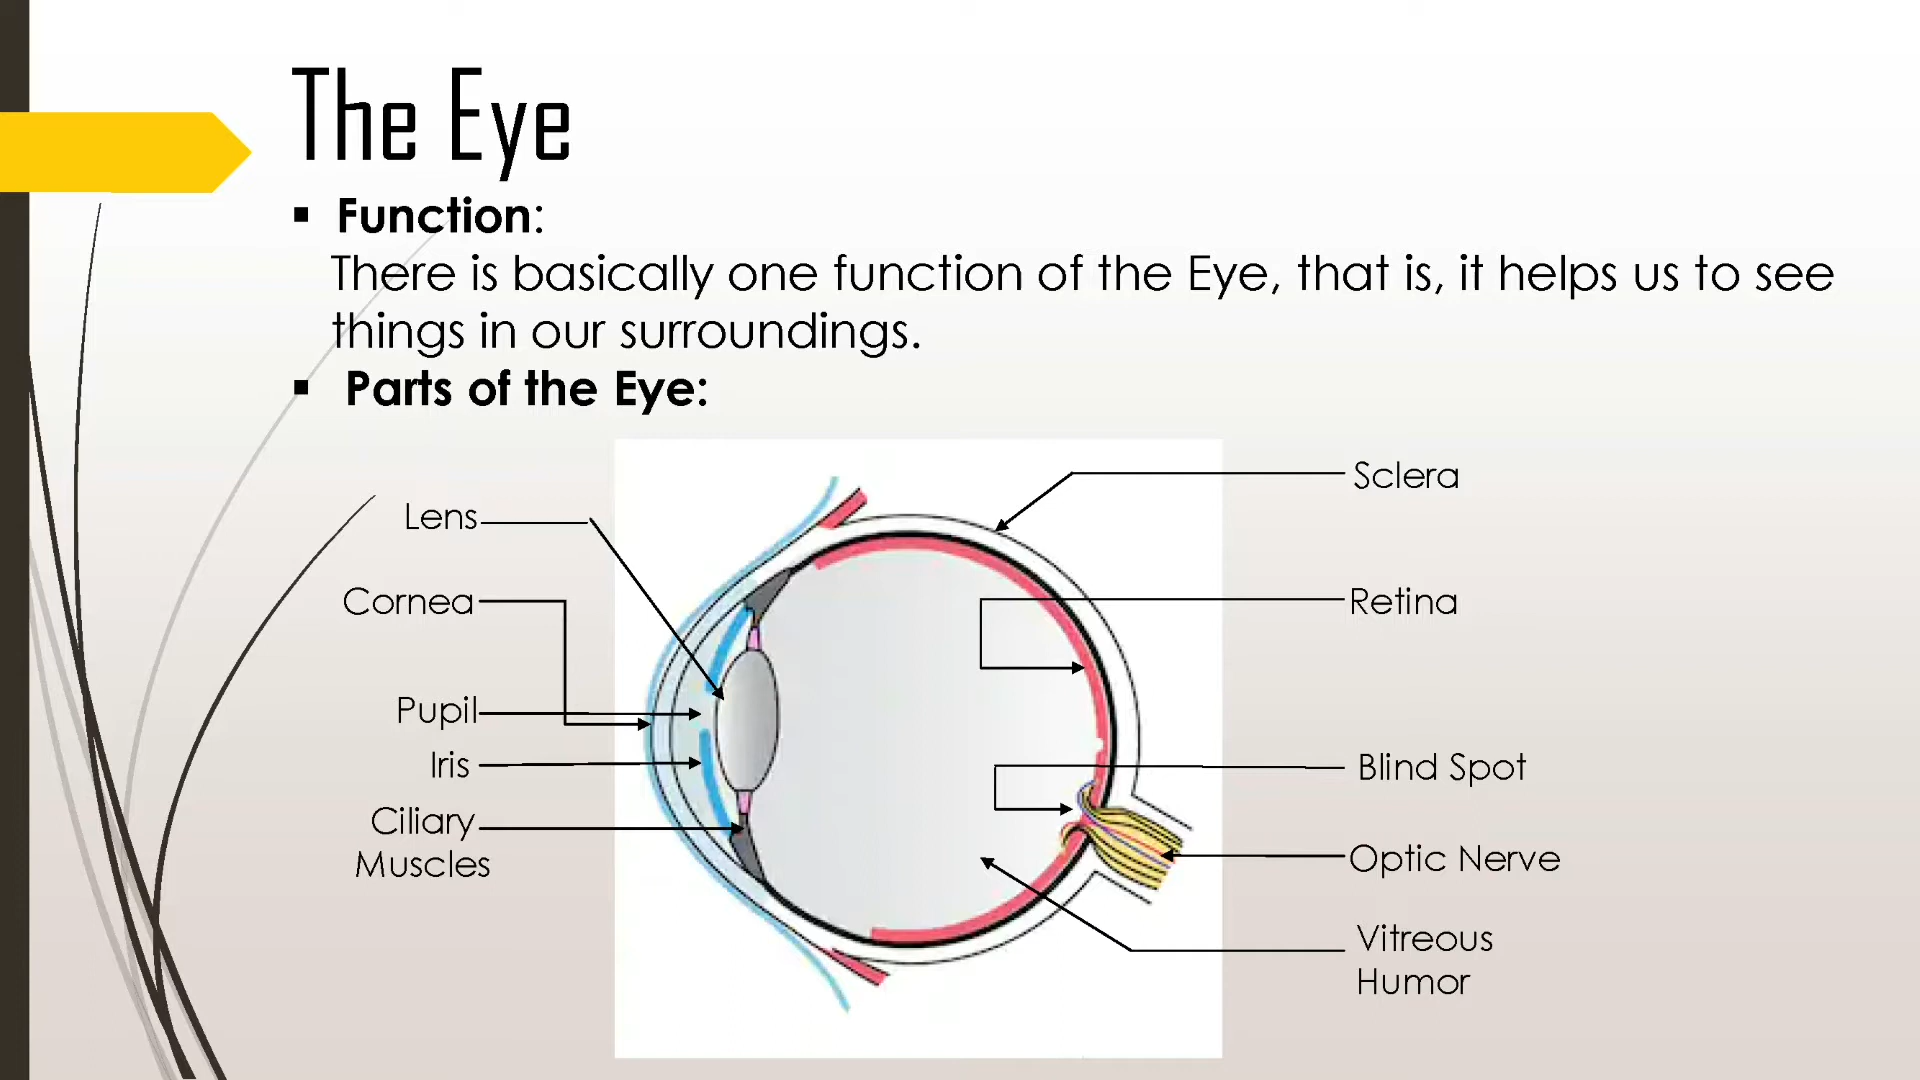 The Eye
▪ Function:
There is basically one function of the Eye, that is, it helps us to see
things in our surroundings.
▪ Parts of the Eye:
Lens
Cornea
Pupil
Iris
Ciliary
Muscles
Sclera
Retina
Blind Spot
Optic Nerve
Vitreous
Humor